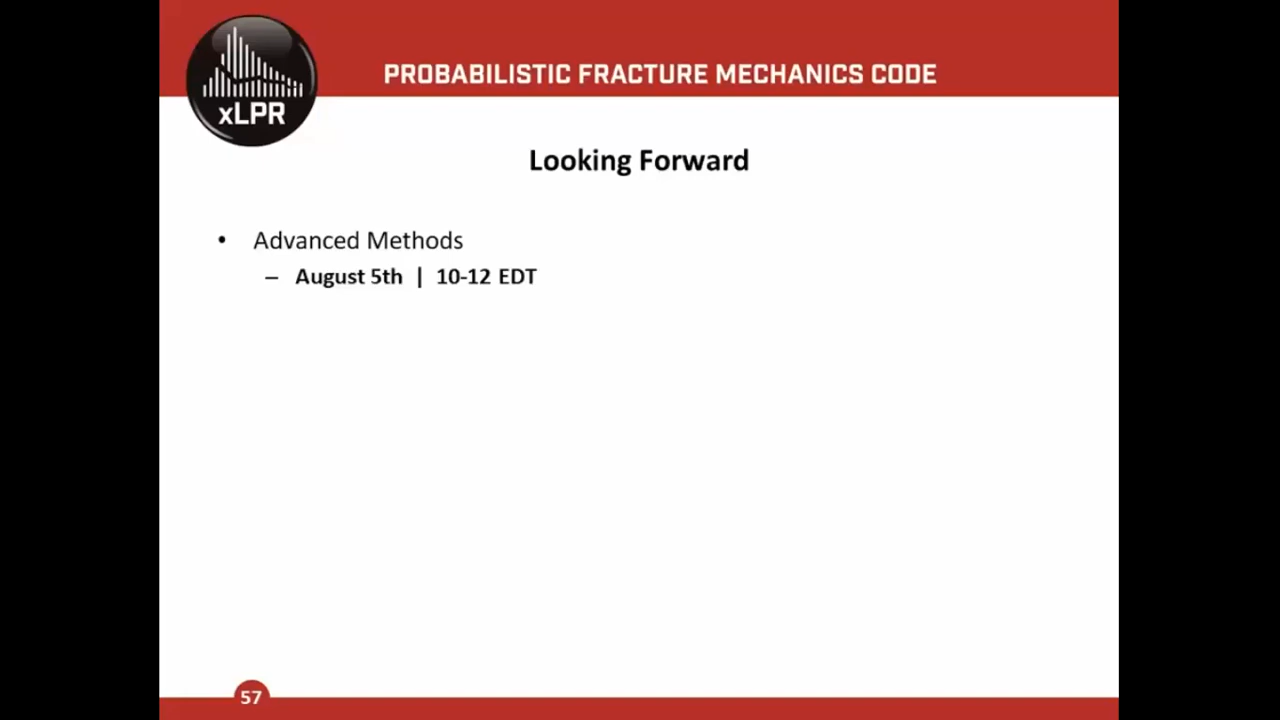 xLPR
PROBABILISTIC FRACTURE MECHANICS CODE
Looking Forward
• Advanced Methods
– August 5th | 10-12 EDT
57